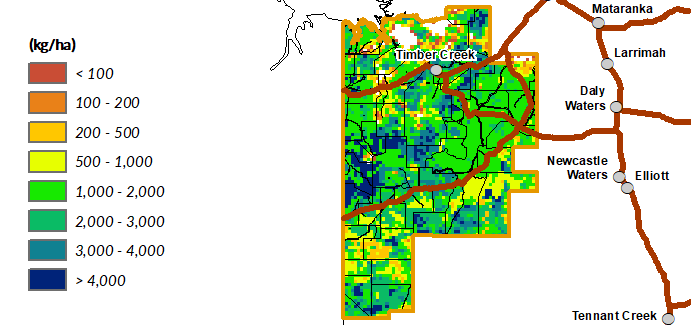 (kg/ha)
< 100
100 - 200
200 - 500
500 - 1,000
1,000 - 2,000
2,000 - 3,000
3,000 - 4,000
> 4,000
Mataranka
Timber Creek
Larrimah
Daly
Waters
Newcastle
Waters
Elliott
Tennant Creek